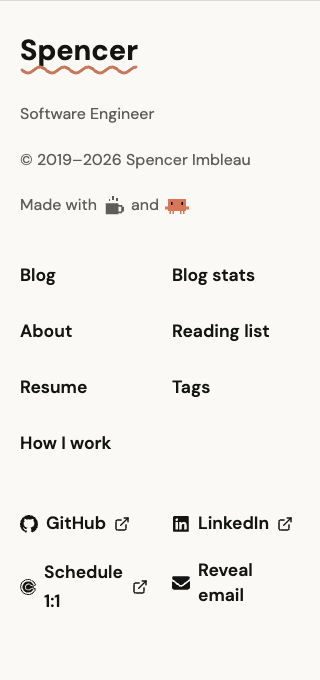 Spencer
Software Engineer
© 2019–2026 Spencer Imbleau
Made with and
Blog
Blog stats
About
Reading list
Resume
Tags
How I work
GitHub
LinkedIn
Schedule
1:1
Reveal
email